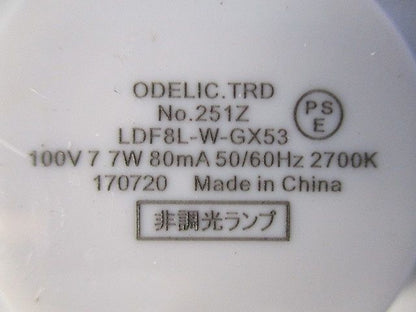 ODELIC.TRD
No.251Z
PS
E
LDF8L-W-GX53
100V 7 7W 80mA 50/60Hz 2700K
170720 Made in China
非調光ランプ